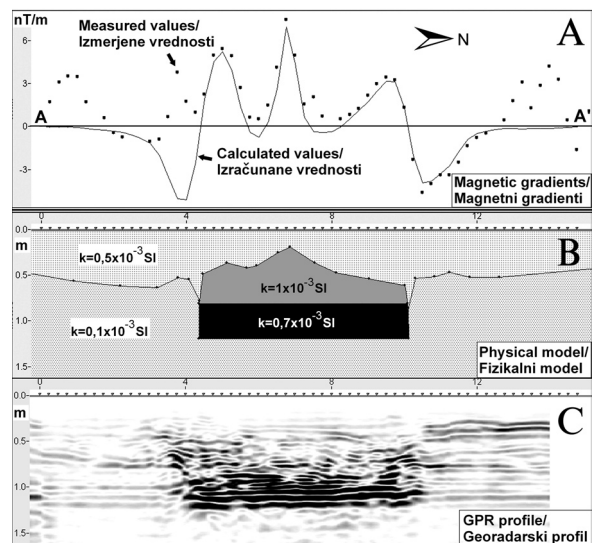 nT/m
Measured values/
Izmerjene vrednosti
N
A
6
3
A
A'
Calculated values/
Izračunane vrednosti
-3
Magnetic gradients/
Magnetni gradienti
0
4
8
12
0.0
m
B
k=0,5x10⁻³SI
0.5
k=1x10⁻³SI
k=0,7x10⁻³SI
1.0
k=0,1x10⁻³SI
1.5
Physical model/
Fizikalni model
0
4
8
12
0.0
m
C
0.5
1.0
1.5
GPR profile/
Georadarski profil